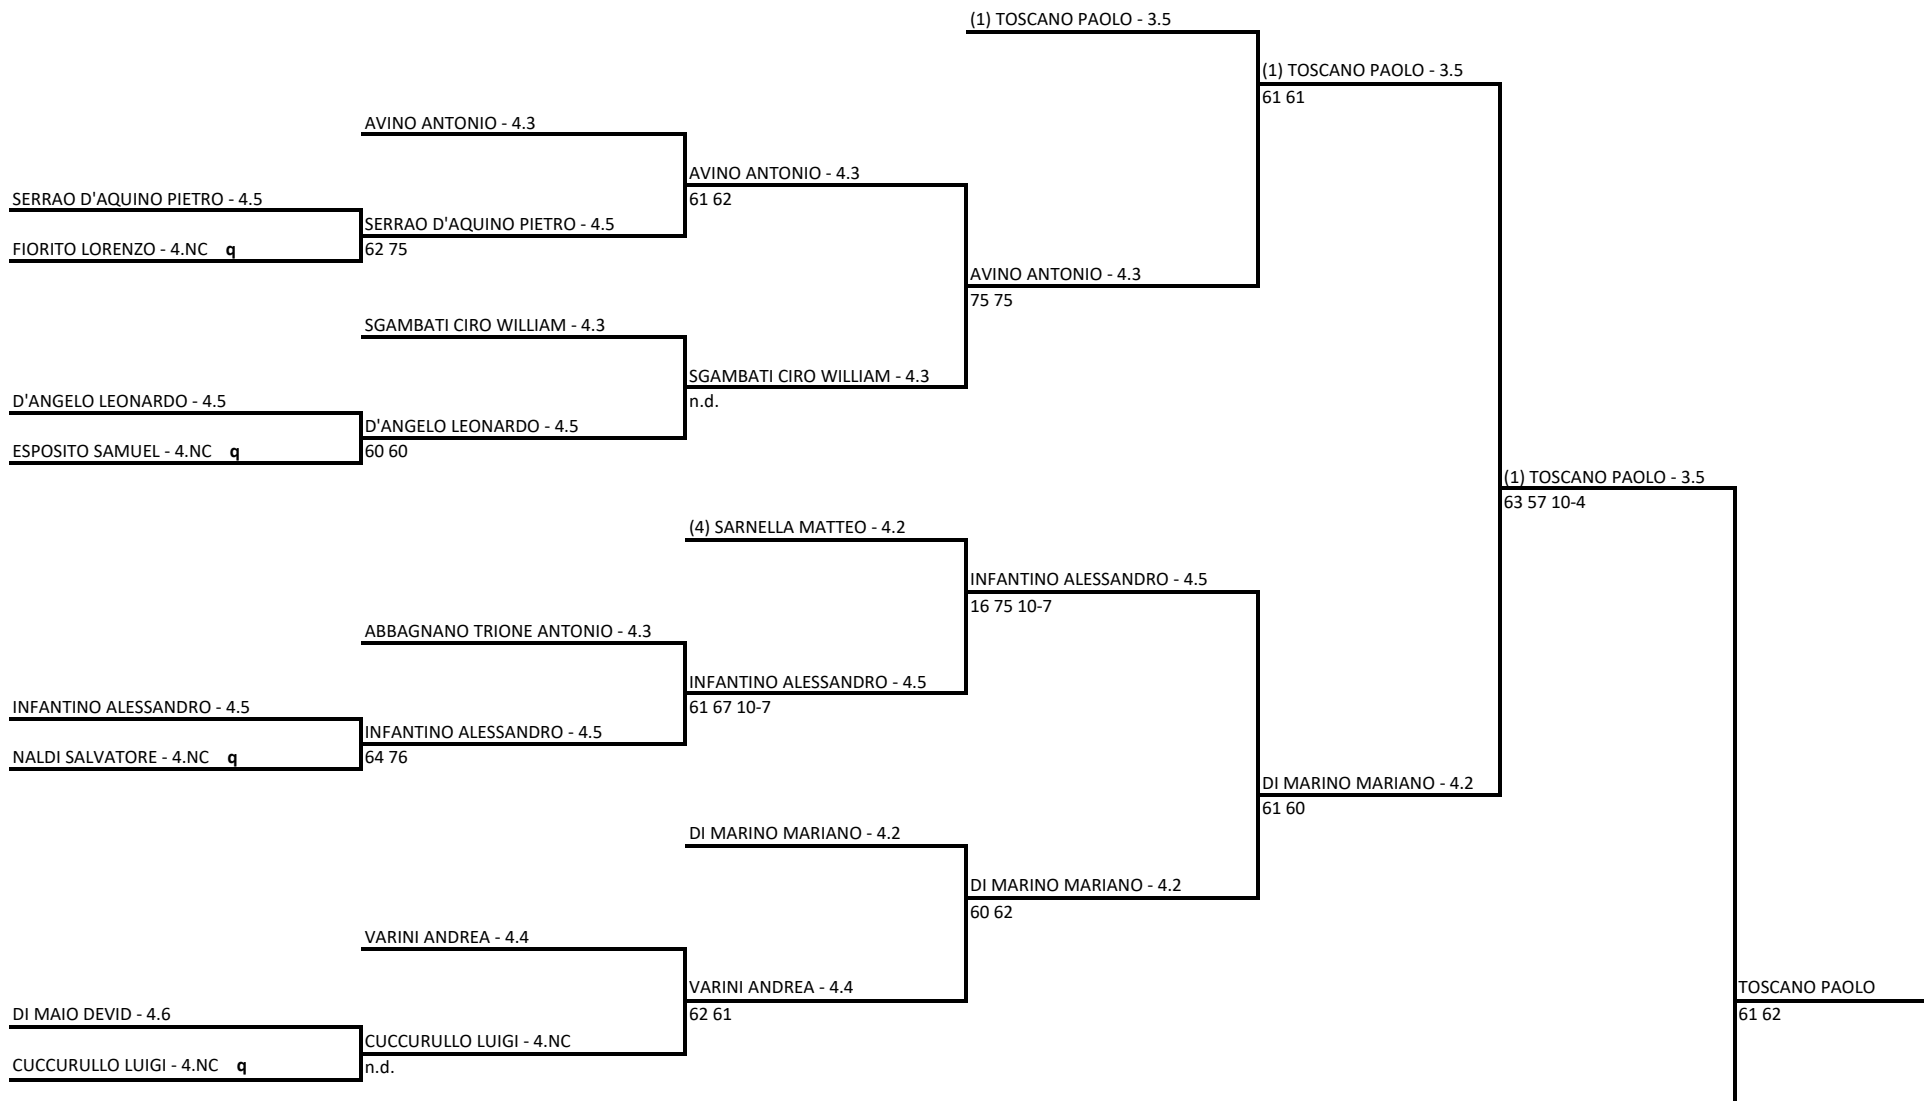 (1) TOSCANO PAOLO - 3.5
(1) TOSCANO PAOLO - 3.5
61 61
AVINO ANTONIO - 4.3
AVINO ANTONIO - 4.3
61 62
SERRAO D'AQUINO PIETRO - 4.5
SERRAO D'AQUINO PIETRO - 4.5
62 75
FIORITO LORENZO - 4.NC q
AVINO ANTONIO - 4.3
75 75
SGAMBATI CIRO WILLIAM - 4.3
SGAMBATI CIRO WILLIAM - 4.3
n.d.
D'ANGELO LEONARDO - 4.5
D'ANGELO LEONARDO - 4.5
60 60
ESPOSITO SAMUEL - 4.NC q
(1) TOSCANO PAOLO - 3.5
63 57 10-4
(4) SARNELLA MATTEO - 4.2
INFANTINO ALESSANDRO - 4.5
16 75 10-7
ABBAGNANO TRIONE ANTONIO - 4.3
INFANTINO ALESSANDRO - 4.5
61 67 10-7
INFANTINO ALESSANDRO - 4.5
INFANTINO ALESSANDRO - 4.5
64 76
NALDI SALVATORE - 4.NC q
DI MARINO MARIANO - 4.2
61 60
DI MARINO MARIANO - 4.2
DI MARINO MARIANO - 4.2
60 62
VARINI ANDREA - 4.4
VARINI ANDREA - 4.4
62 61
TOSCANO PAOLO
61 62
DI MAIO DEVID - 4.6
CUCCURULLO LUIGI - 4.NC
n.d.
CUCCURULLO LUIGI - 4.NC q